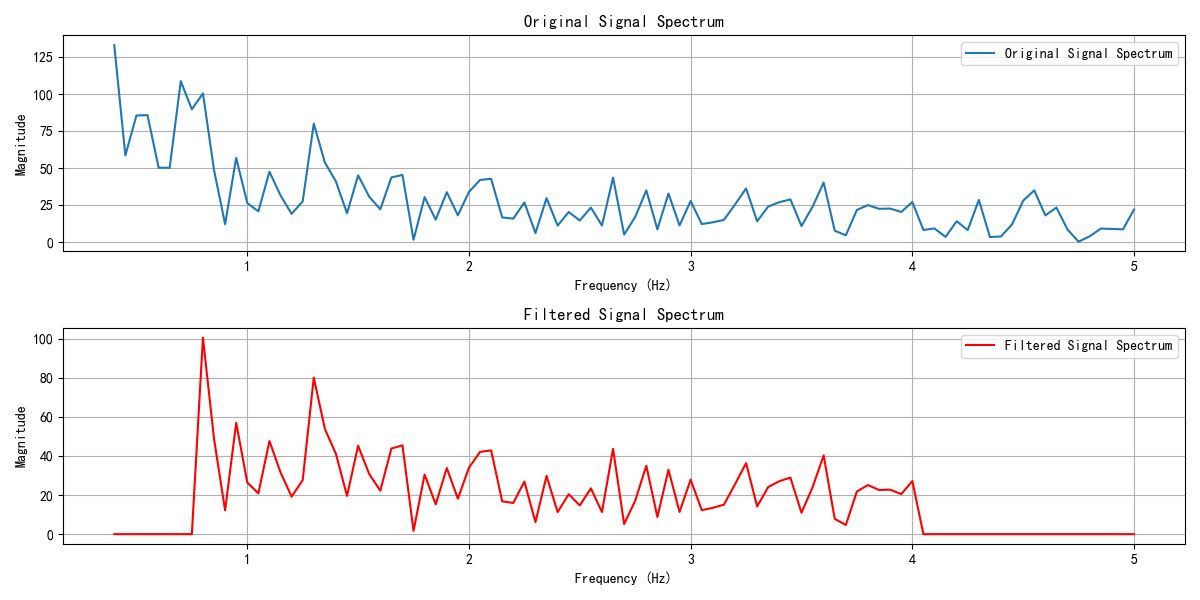 Original Signal Spectrum
Original Signal Spectrum
Magnitude
125
100
75
50
25
0
1 2 3 4 5
Frequency (Hz)
Filtered Signal Spectrum
Filtered Signal Spectrum
Magnitude
100
80
60
40
20
0
1 2 3 4 5
Frequency (Hz)